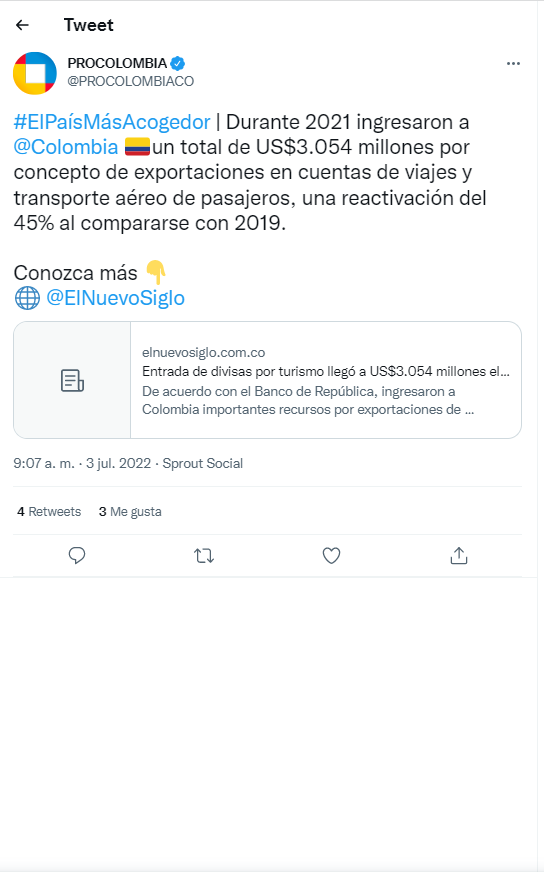 Tweet
PROCOLOMBIA
@PROCOLOMBIACO
#ElPaísMásAcogedor | Durante 2021 ingresaron a
@Colombia un total de US$3.054 millones por
concepto de exportaciones en cuentas de viajes y
transporte aéreo de pasajeros, una reactivación del
45% al compararse con 2019.
Conozca más
@ElNuevoSiglo
elnuevosiglo.com.co
Entrada de divisas por turismo llegó a US$3.054 millones el...
De acuerdo con el Banco de República, ingresaron a
Colombia importantes recursos por exportaciones de ...
9:07 a. m. · 3 jul. 2022 · Sprout Social
4 Retweets 3 Me gusta